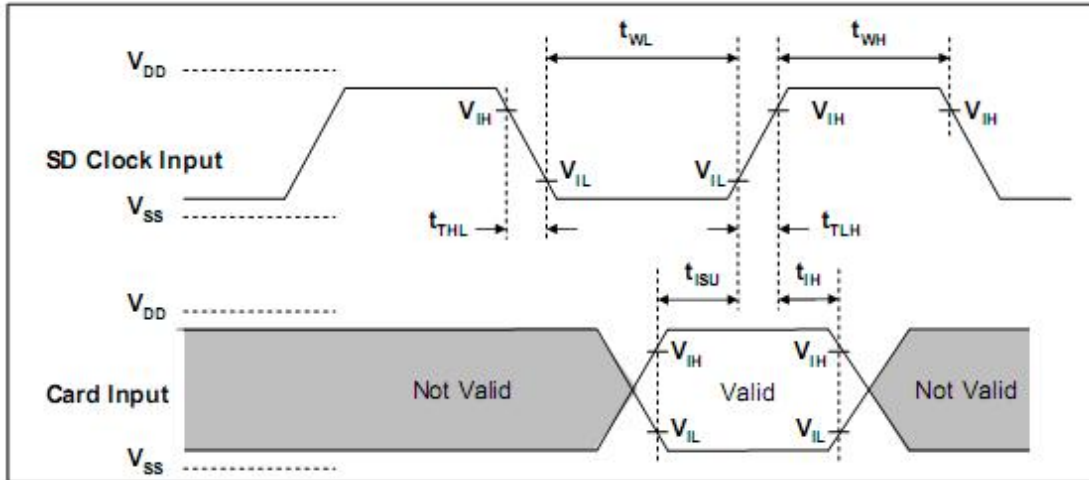 t_WL
t_WH
V_DD
V_IH
V_IH
V_IH
SD Clock Input
V_IL
V_IL
V_SS
t_THL
t_TLH
t_ISU
t_IH
V_DD
V_IH
V_IH
Card Input
Not Valid
Valid
Not Valid
V_IL
V_IL
V_SS